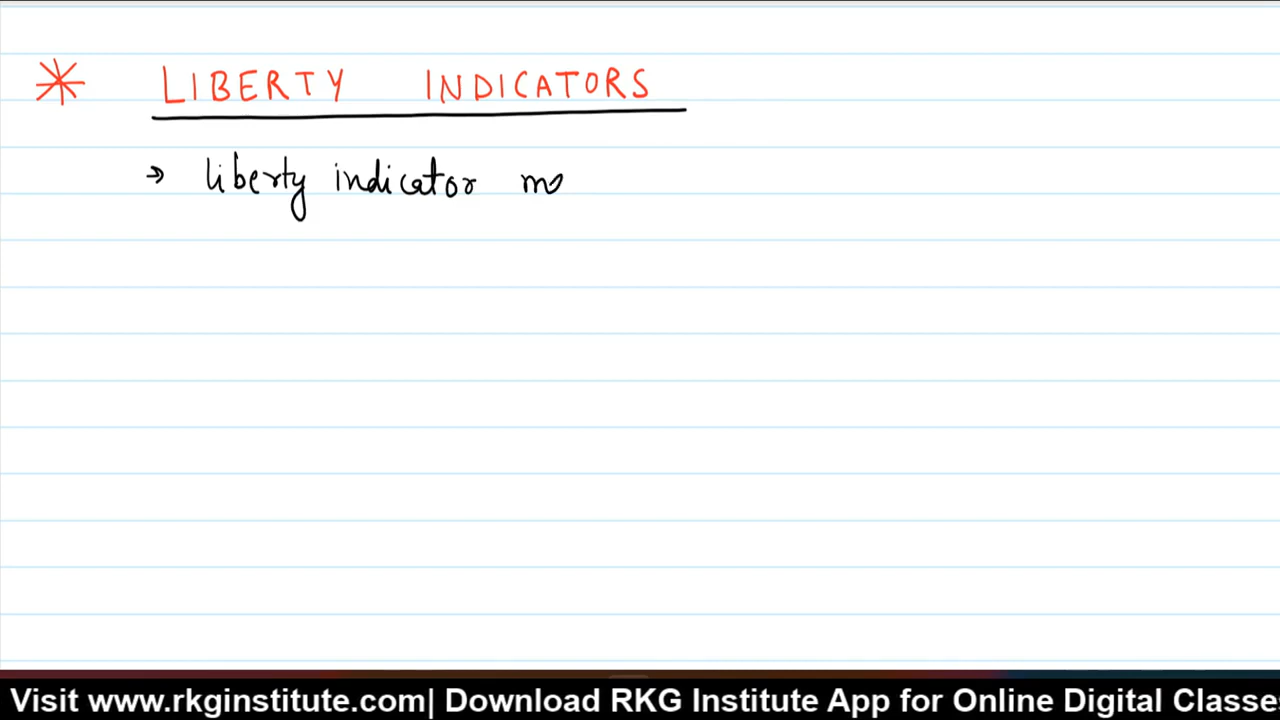 LIBERTY INDICATORS
→ liberty indicator
Visit www.rkginstitute.com| Download RKG Institute App for Online Digital Classe